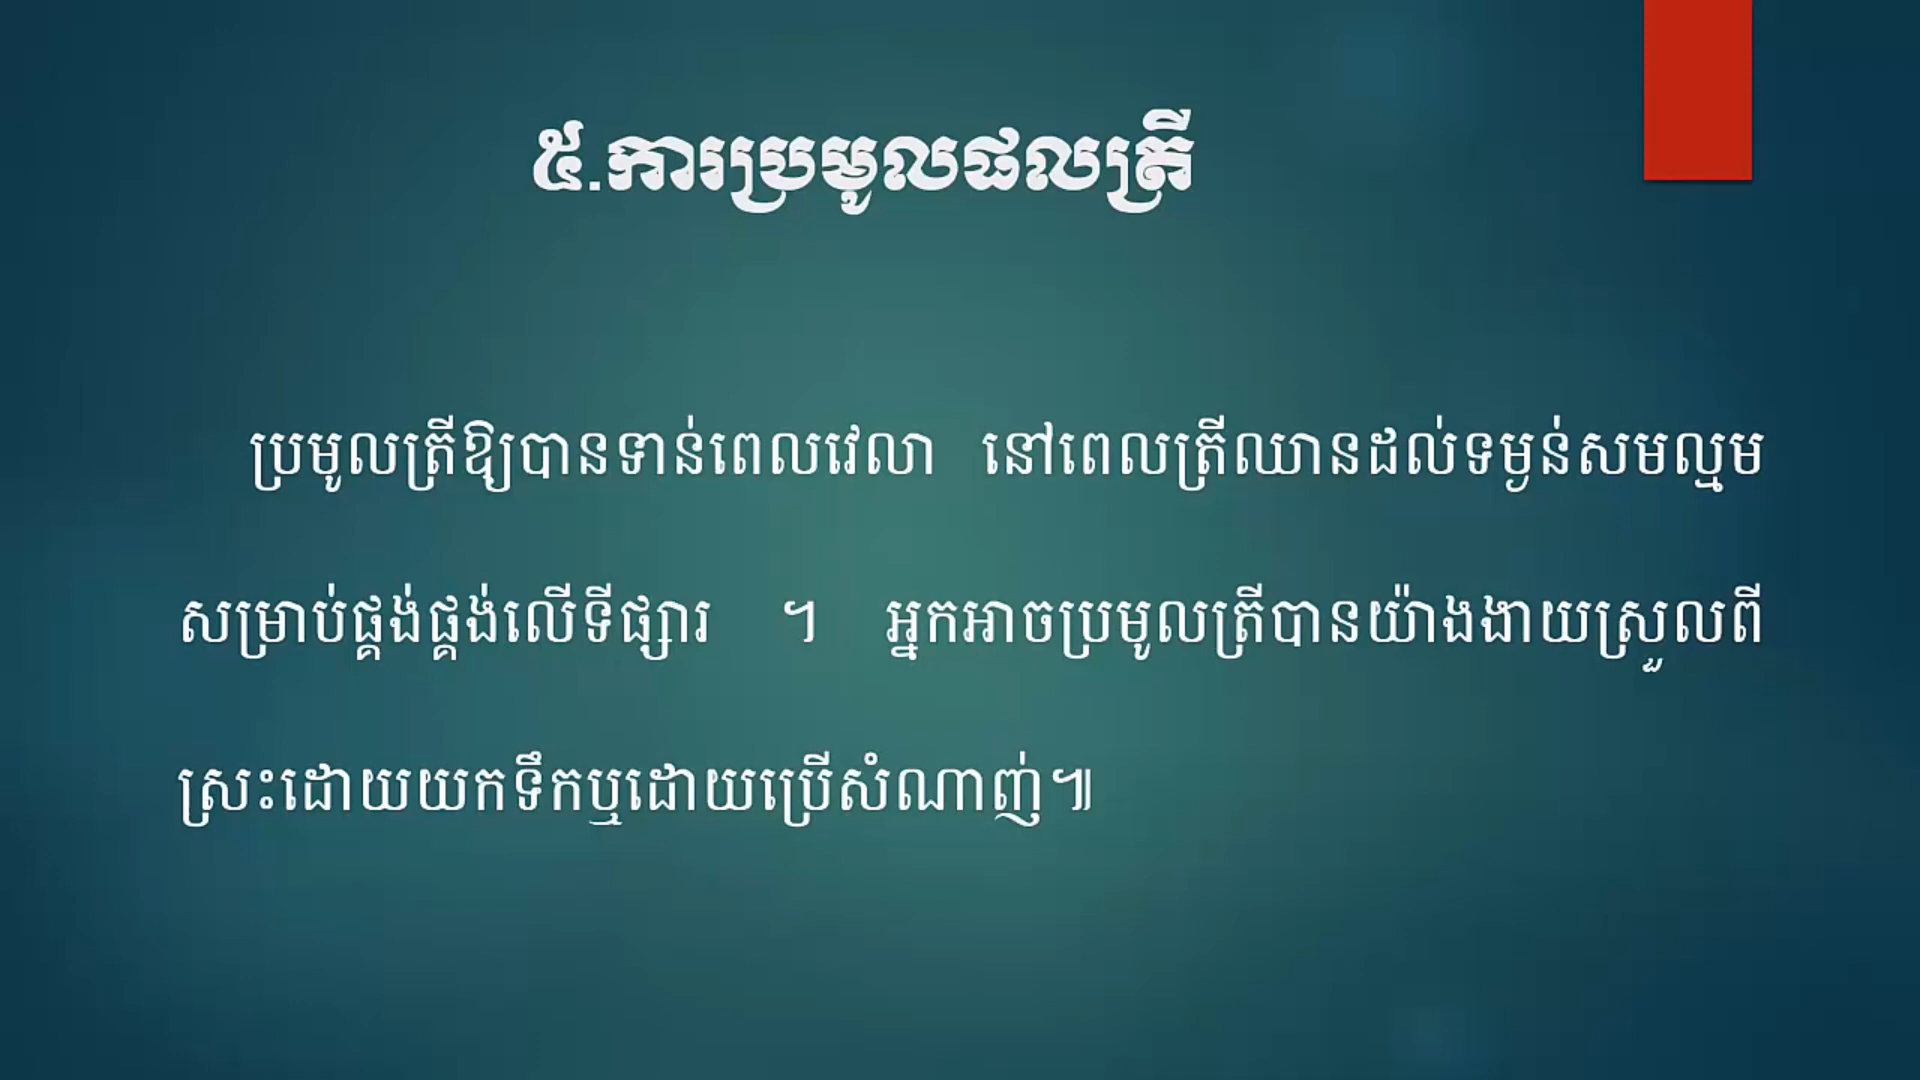 ៥.ការប្រមូលផលត្រី
ប្រមូលត្រីឱ្យបានទាន់ពេលវេលា នៅពេលត្រីឈានដល់ទម្ងន់សមល្មម
សម្រាប់ផ្គង់ផ្គង់លើទីផ្សារ ។ អ្នកអាចប្រមូលត្រីបានយ៉ាងងាយស្រួលពី
ស្រះដោយយកទឹកឬដោយប្រើសំណាញ់៕